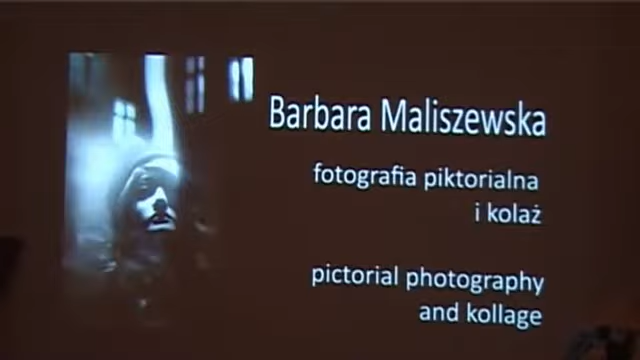 Barbara Maliszewska
fotografia piktorialna
i kolaż
pictorial photography
and kollage